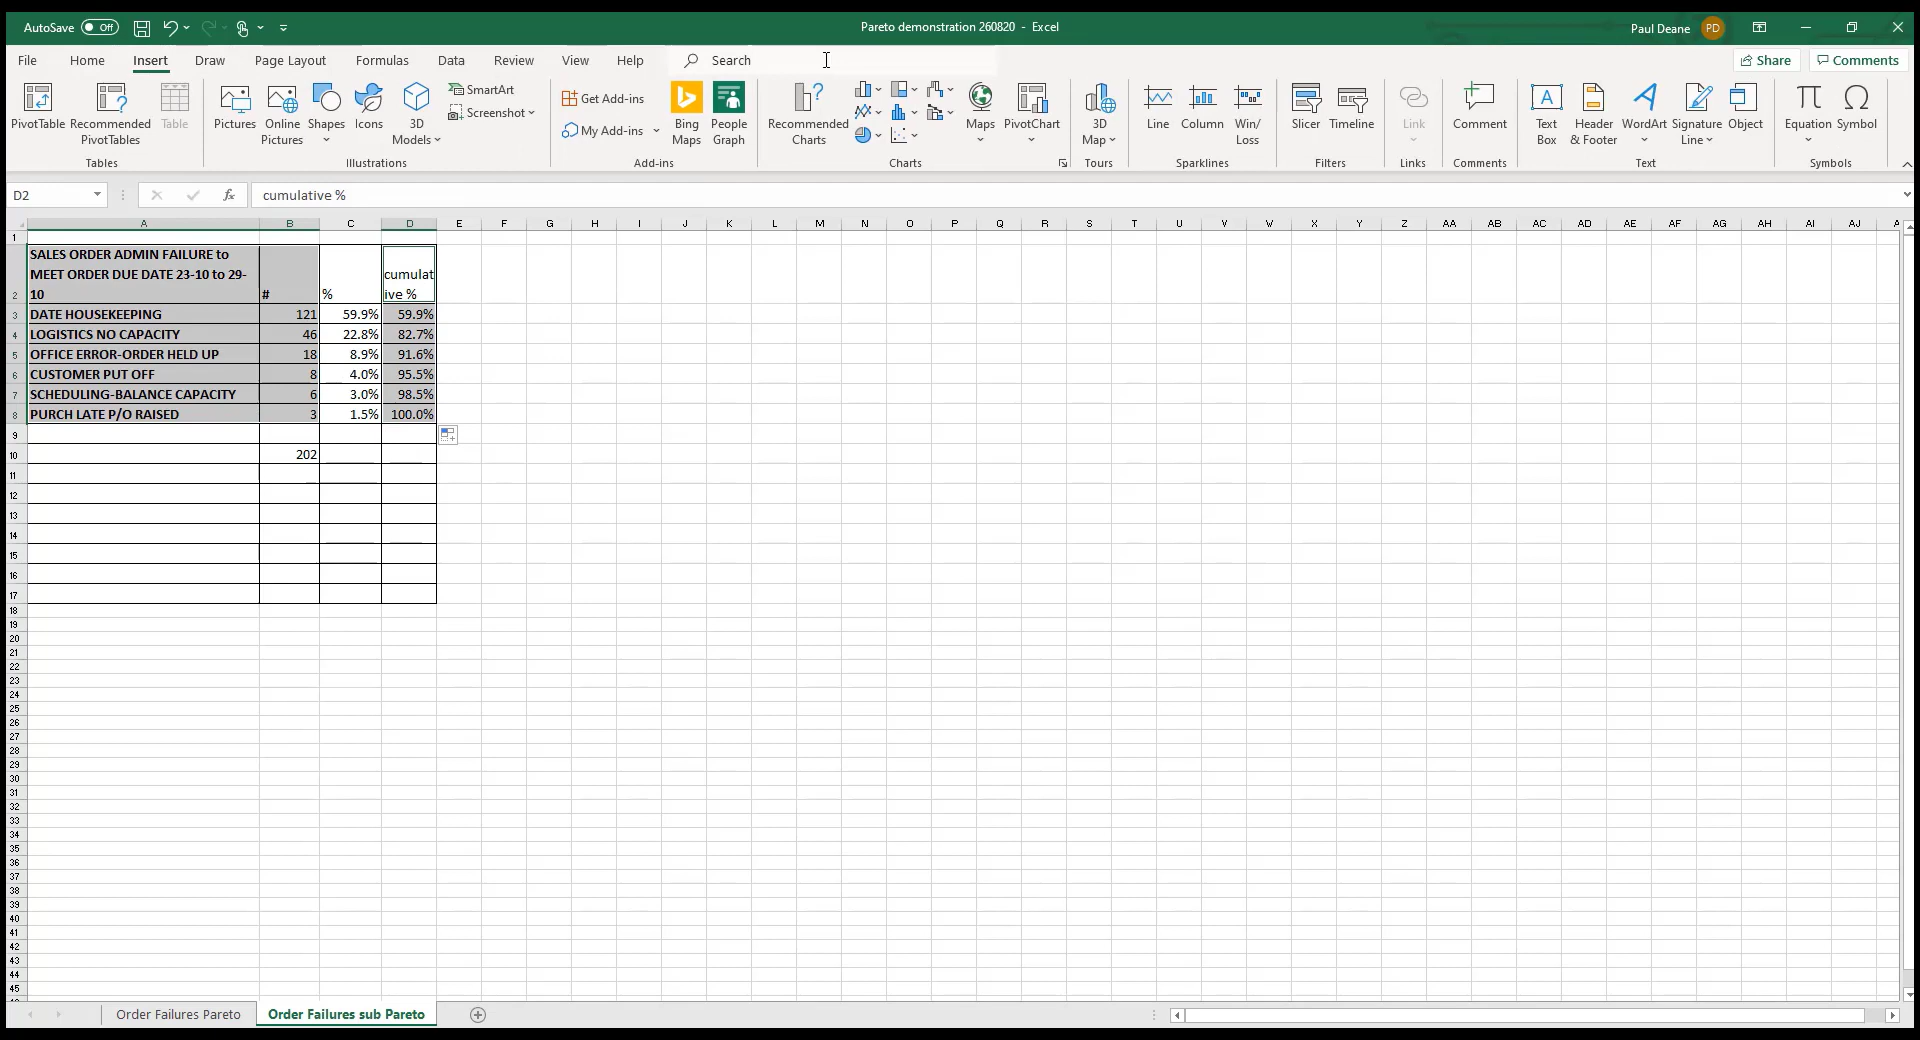 AutoSave Off
Pareto demonstration 260820 - Excel
Paul Deane PD
File Home Insert Draw Page Layout Formulas Data Review View Help Search
Share Comments
PivotTable Recommended PivotTables Table
Tables
Pictures Online Pictures Shapes Icons 3D Models SmartArt Screenshot
Illustrations
Get Add-ins My Add-ins Bing Maps People Graph
Add-ins
Recommended Charts Maps PivotChart
Charts
3D Map
Tours
Line Column Win/Loss
Sparklines
Slicer Timeline
Filters
Link
Links
Comment
Comments
Text Box Header & Footer WordArt Signature Line Object
Text
Equation Symbol
Symbols
D2 fx cumulative %
A B C D E F G H I J K L M N O P Q R S T U V W X Y Z AA AB AC AD AE AF AG AH AI AJ
1
SALES ORDER ADMIN FAILURE to
MEET ORDER DUE DATE 23-10 to 29-
cumulat
2 10 # % ive %
3 DATE HOUSEKEEPING 121 59.9% 59.9%
4 LOGISTICS NO CAPACITY 46 22.8% 82.7%
5 OFFICE ERROR-ORDER HELD UP 18 8.9% 91.6%
6 CUSTOMER PUT OFF 8 4.0% 95.5%
7 SCHEDULING-BALANCE CAPACITY 6 3.0% 98.5%
8 PURCH LATE P/O RAISED 3 1.5% 100.0%
9
10 202
11
12
13
14
15
16
17
18
19
20
21
22
23
24
25
26
27
28
29
30
31
32
33
34
35
36
37
38
39
40
41
42
43
44
45
Order Failures Pareto Order Failures sub Pareto